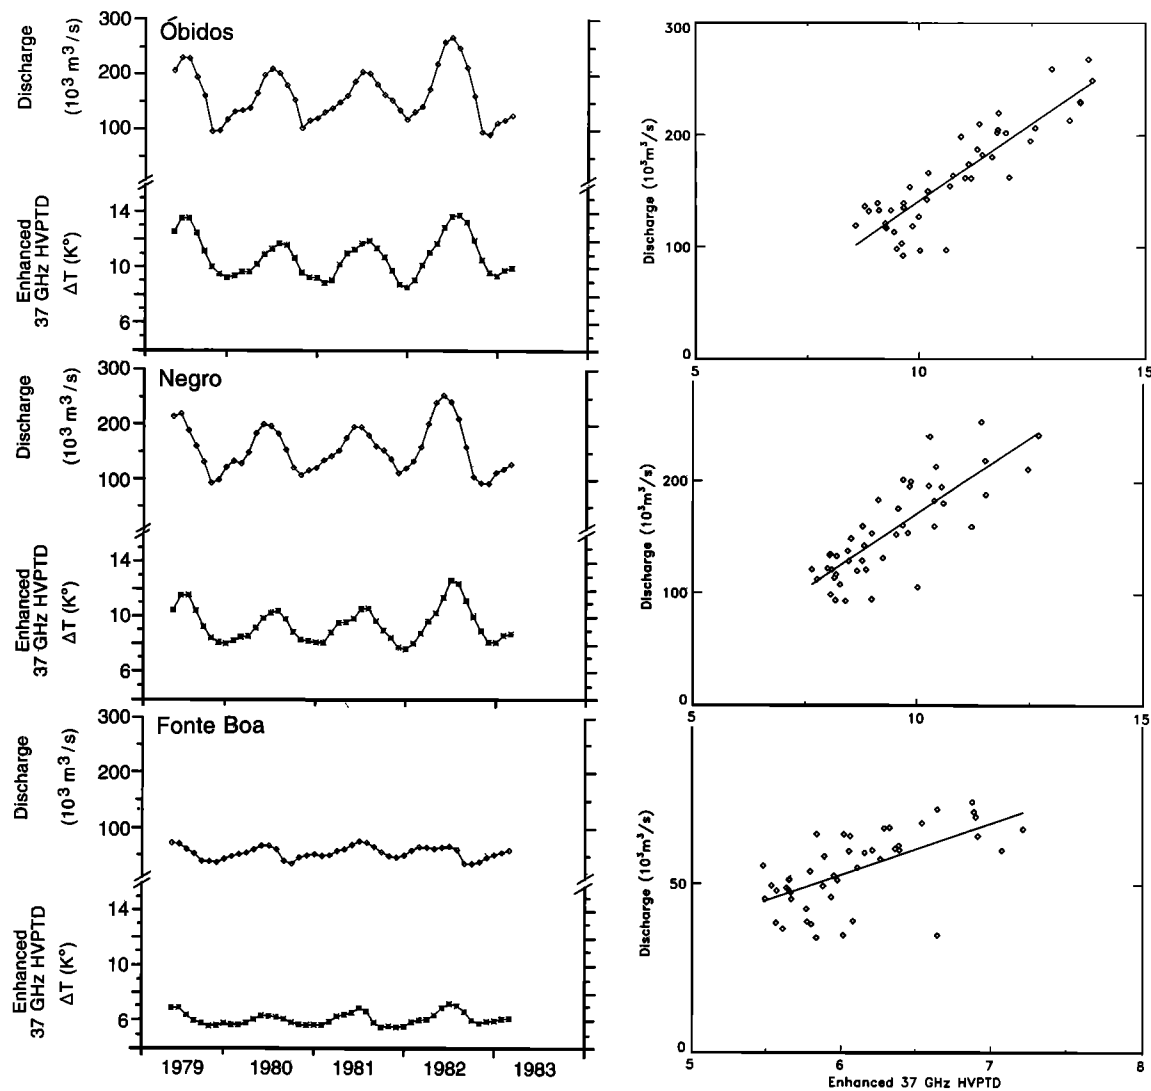 Óbidos
Discharge
(10³ m³/s)
300
200
100
Enhanced
37 GHz HVPTD
ΔT (K°)
14
10
6
Discharge (10³m³/s)
300
200
100
0
5
10
15
Negro
Discharge
(10³ m³/s)
300
200
100
Enhanced
37 GHz HVPTD
ΔT (K°)
14
10
6
Discharge (10³m³/s)
200
100
0
5
10
15
Fonte Boa
Discharge
(10³ m³/s)
300
200
100
Enhanced
37 GHz HVPTD
ΔT (K°)
14
10
6
1979
1980
1981
1982
1983
Discharge (10³m³/s)
50
0
5
6
7
8
Enhanced 37 GHz HVPTD